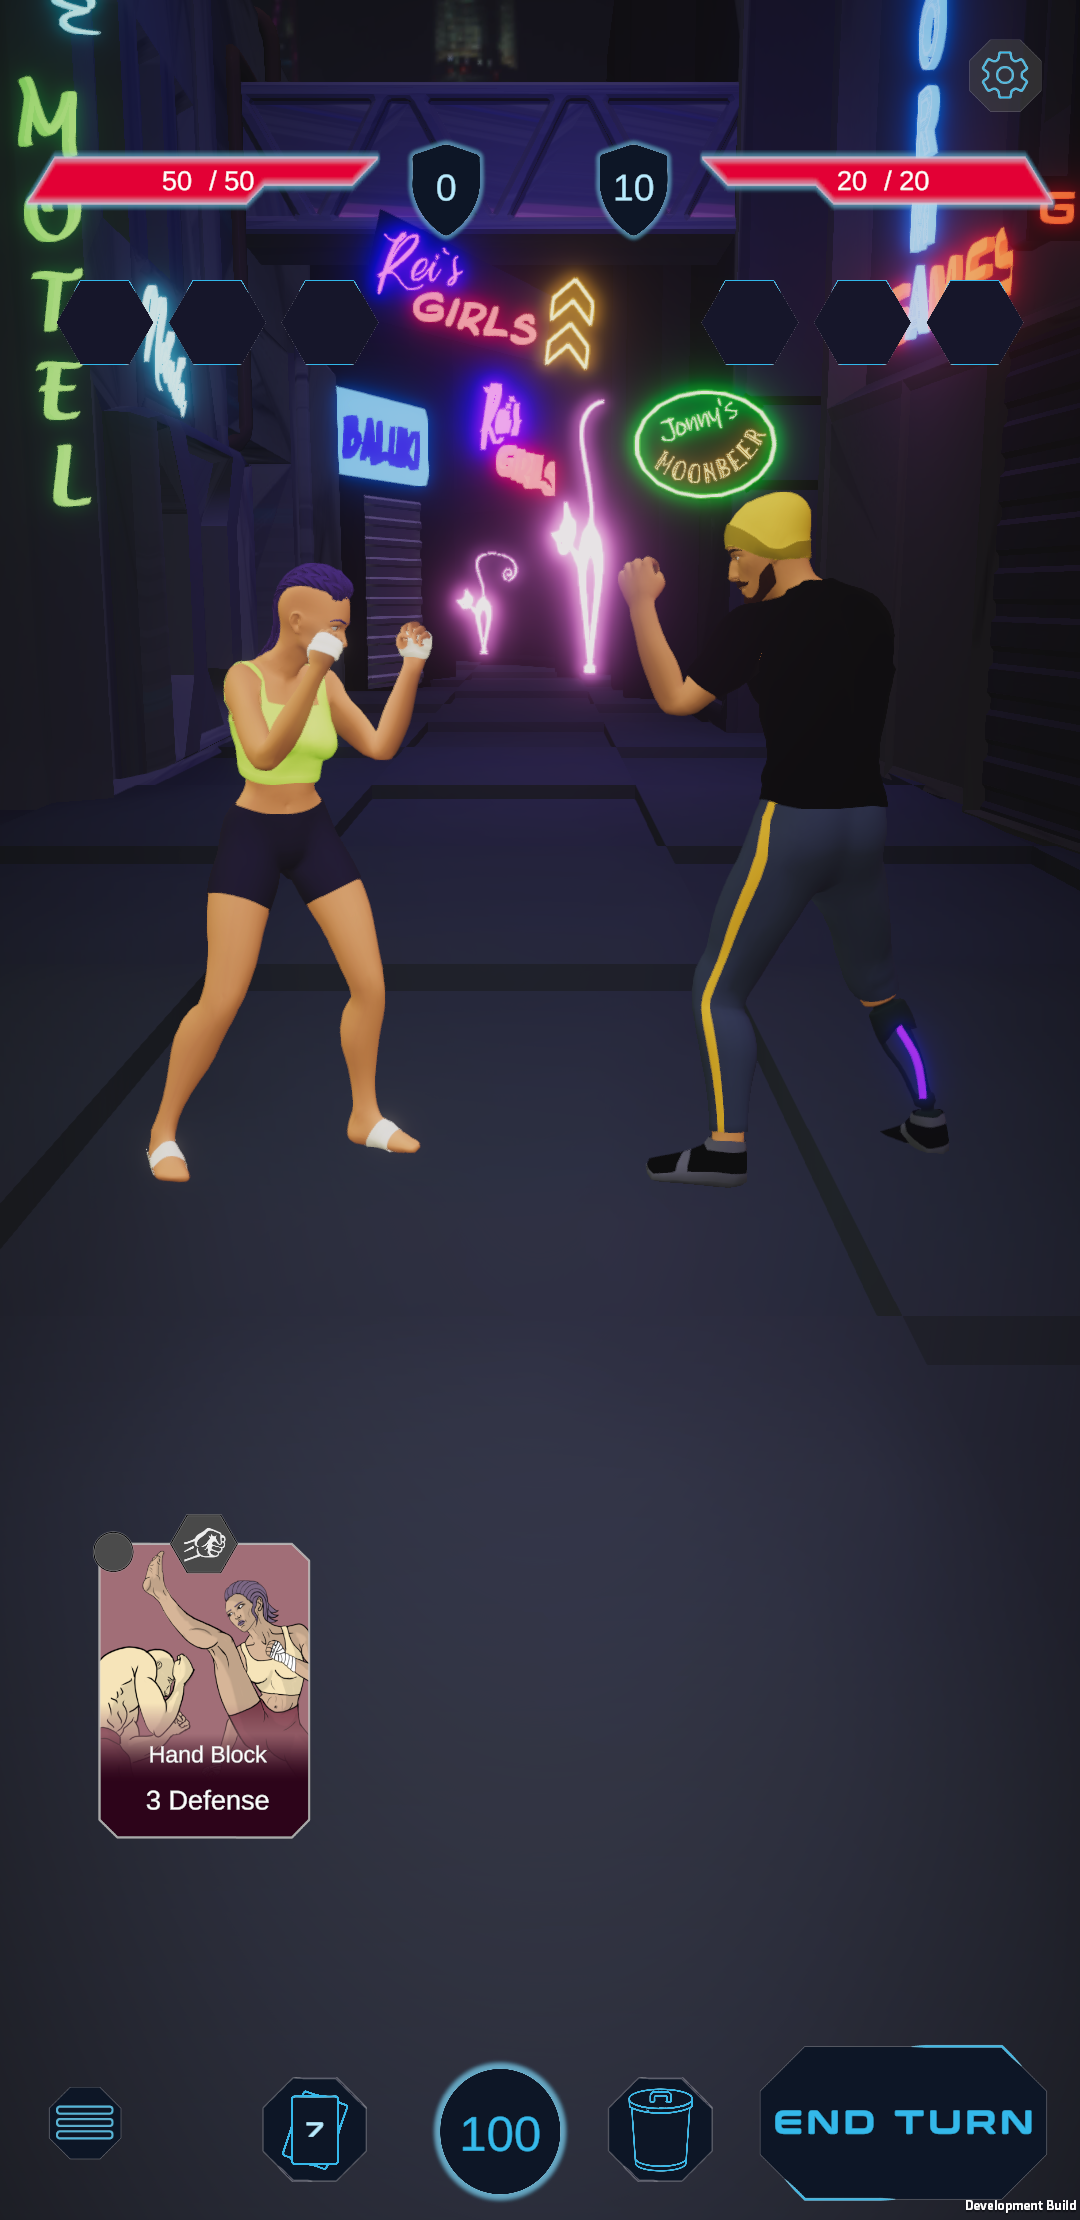 MOTEL
50 / 50
0
10
20 / 20
G
GAMES
Rei's
GIRLS
BALUKI
Rei's
GIRLS
Jonny's
MOONBEER
Hand Block
3 Defense
7
100
END TURN
Development Build